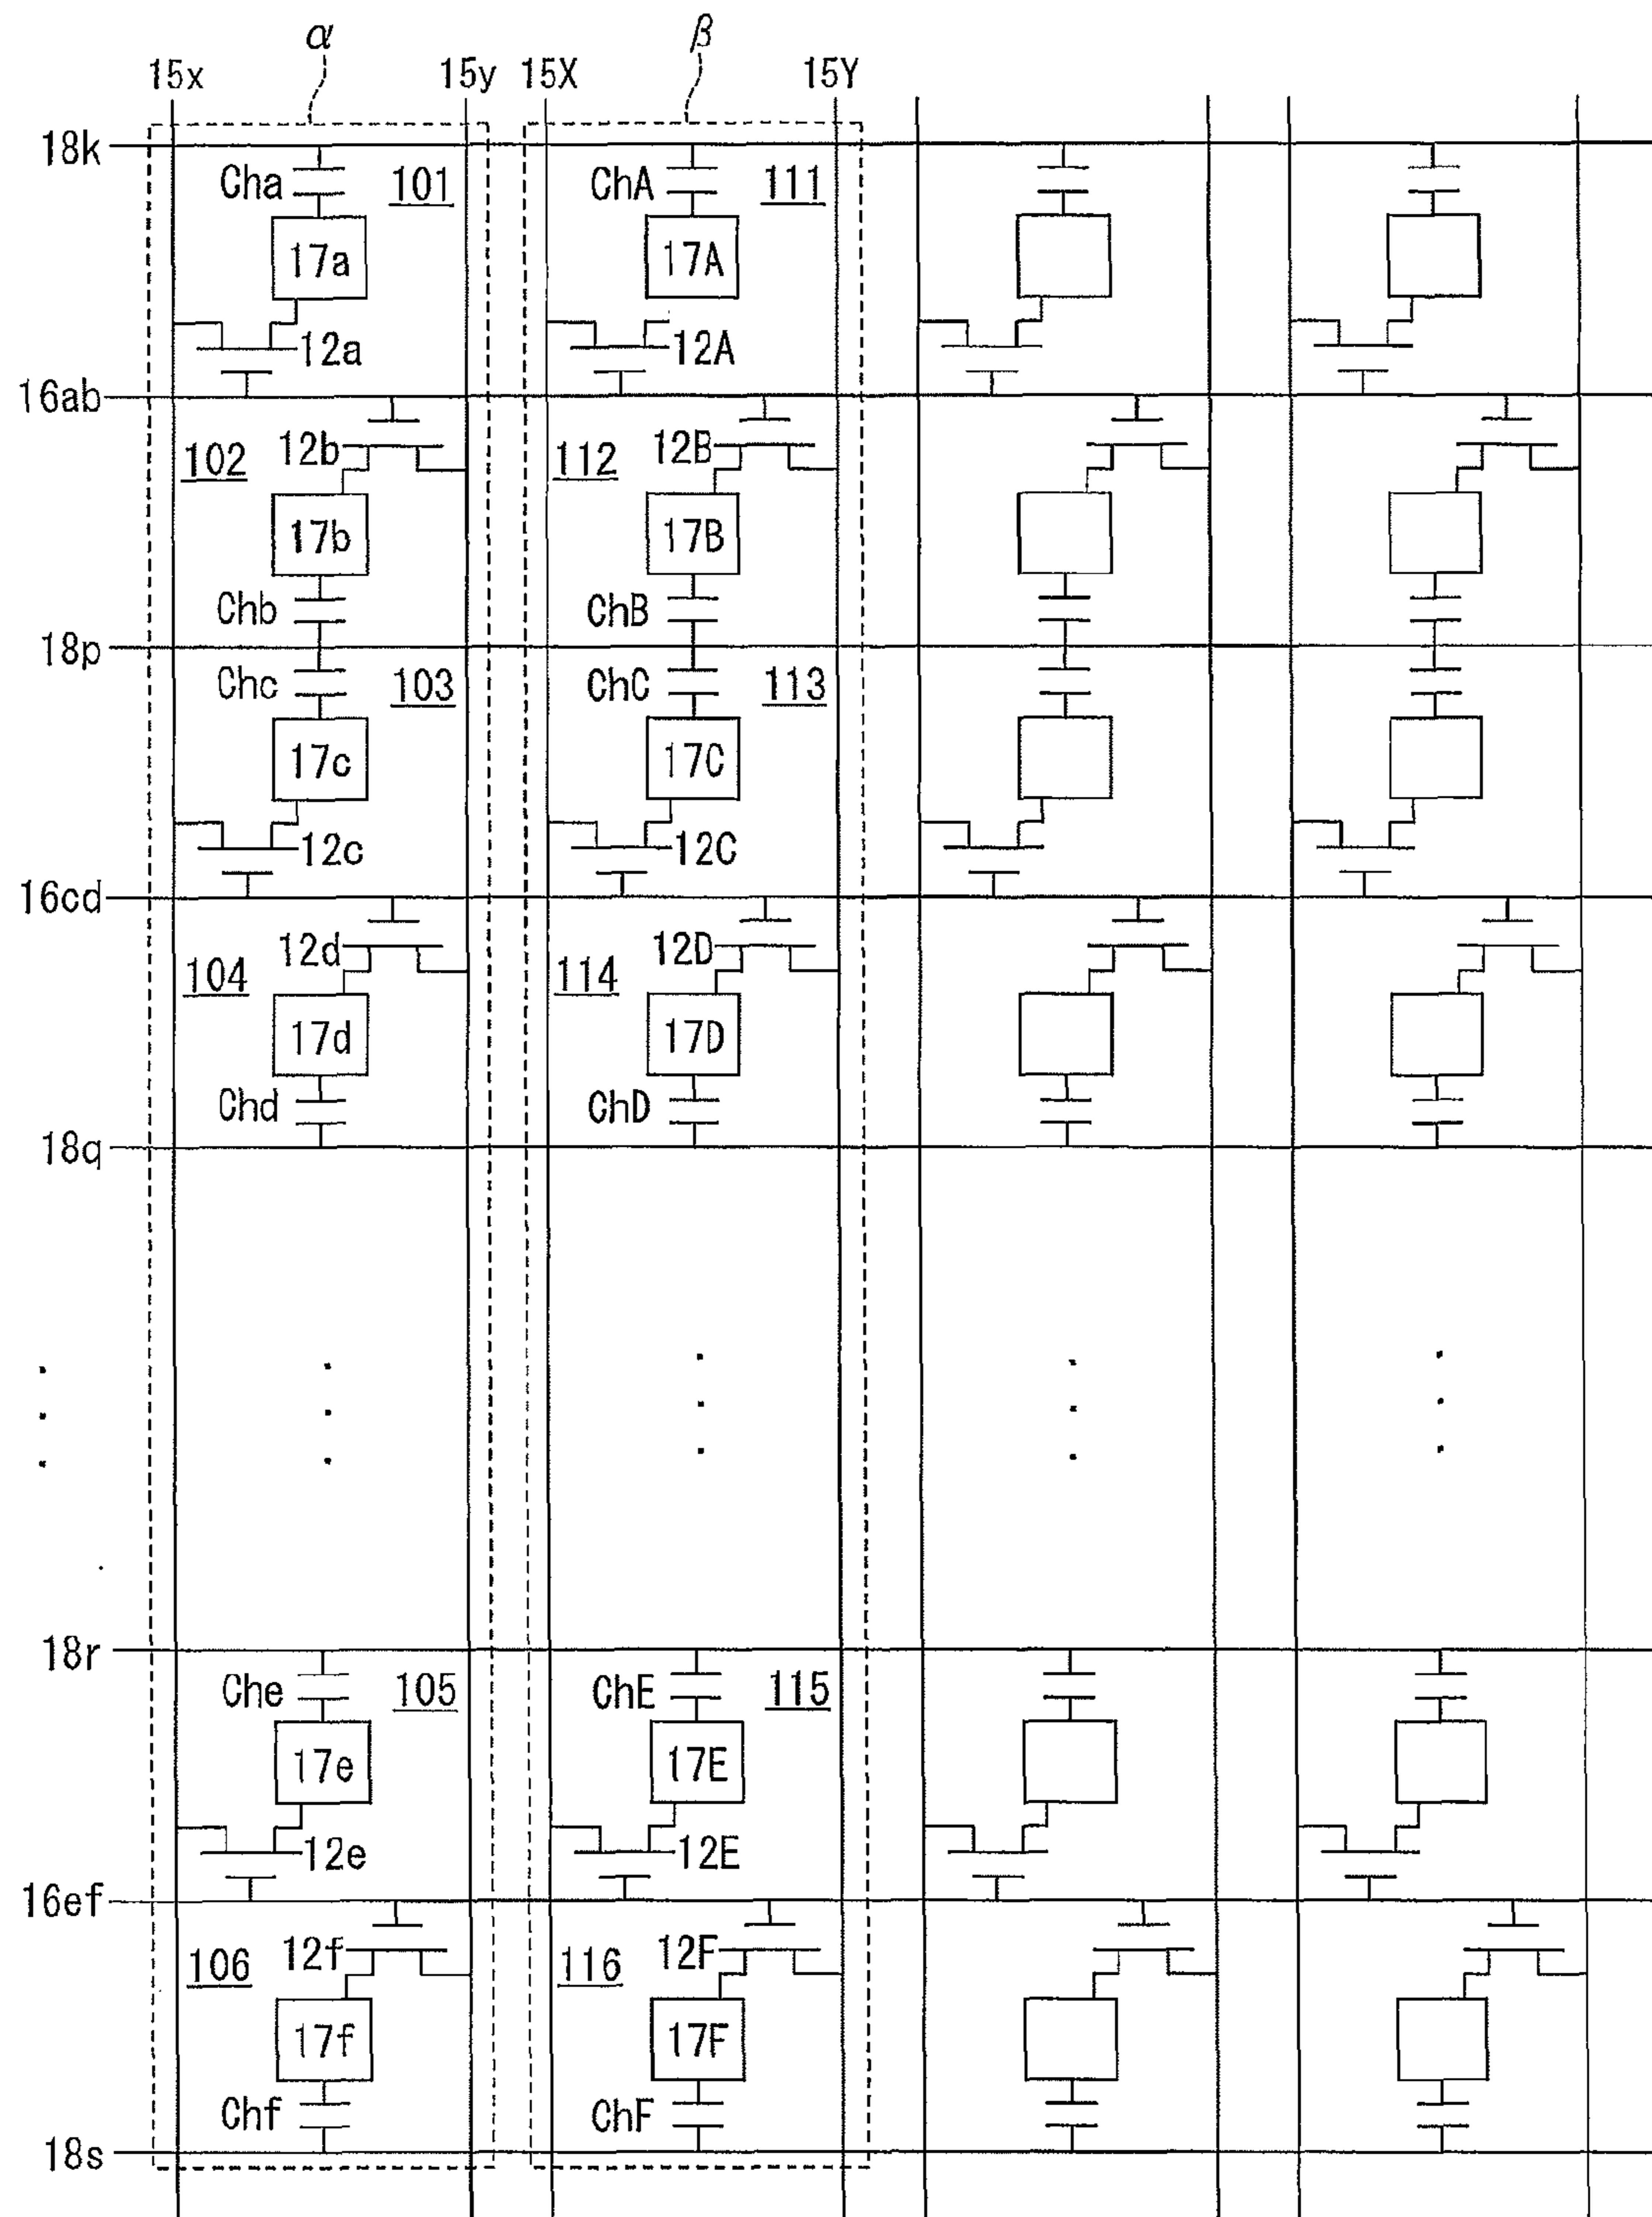 α β
15x 15y 15X 15Y
18k
Cha 101 ChA 111
17a 17A
12a 12A
16ab
102 12b 112 12B
17b 17B
Chb ChB
18p
Chc 103 ChC 113
17c 17C
12c 12C
16cd
104 12d 114 12D
17d 17D
Chd ChD
18q
18r
Che 105 ChE 115
17e 17E
12e 12E
16ef
106 12f 116 12F
17f 17F
Chf ChF
18s